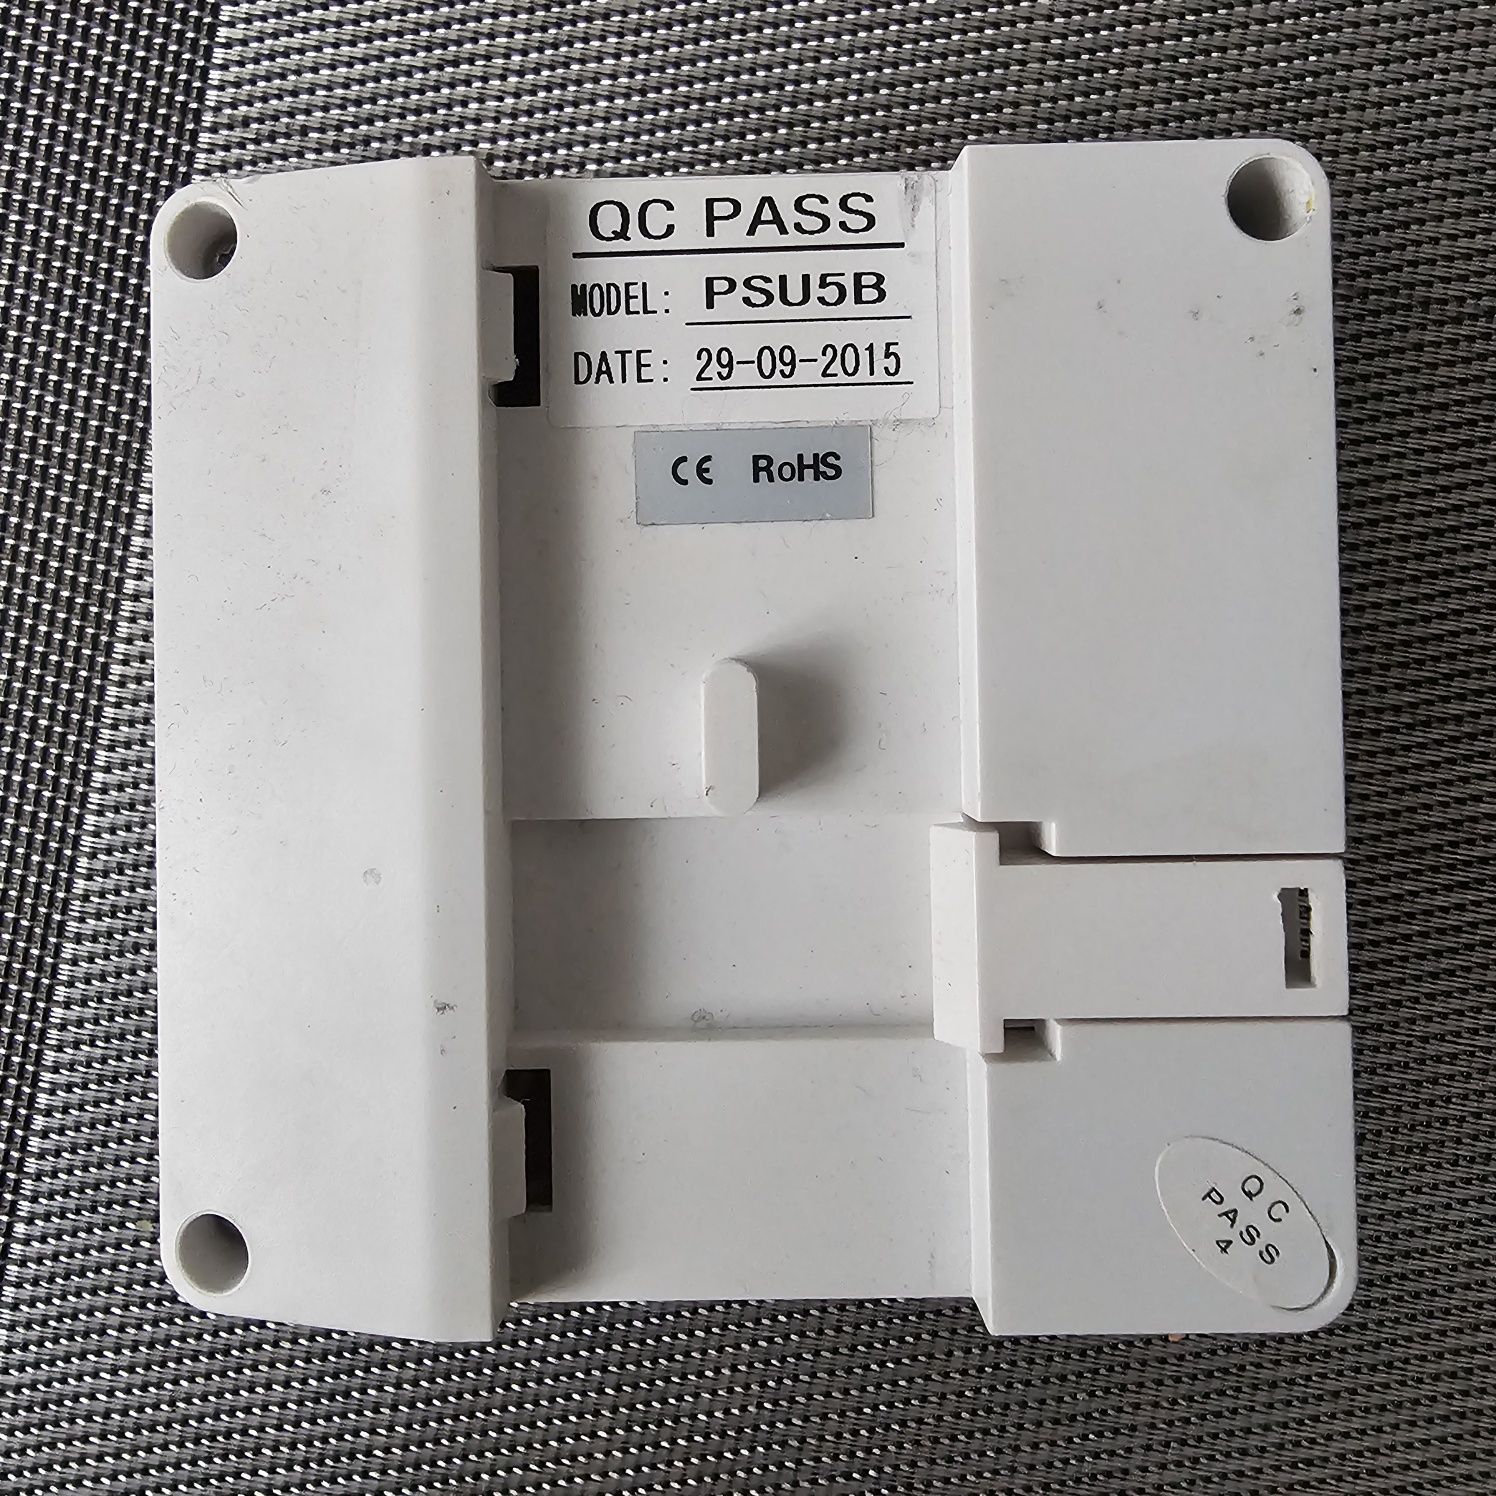 QC PASS
MODEL: PSU5B
DATE: 29-09-2015
CE RoHS
QC
PASS
4